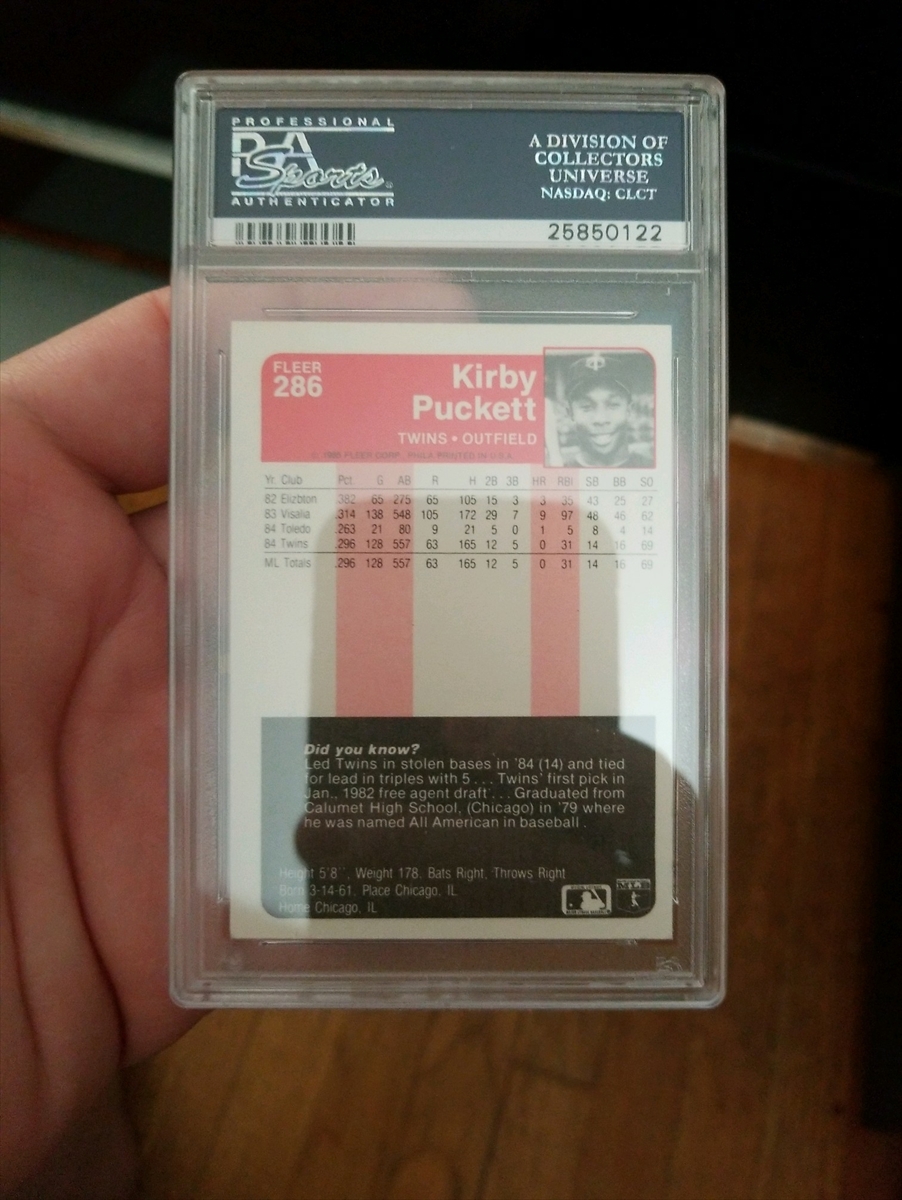 PROFESSIONAL
PSA
Sports
AUTHENTICATOR
A DIVISION OF
COLLECTORS
UNIVERSE
NASDAQ: CLCT
25850122
FLEER
286
Kirby
Puckett
TWINS • OUTFIELD
© 1985 FLEER CORP. PHILA PRINTED IN U.S.A.
Yr. Club Pct. G AB R H 2B 3B HR RBI SB BB SO
82 Elizbton .382 65 275 65 105 15 3 3 35 43 25 27
83 Visalia .314 138 548 105 172 29 7 9 97 48 46 62
84 Toledo .263 21 80 9 21 5 0 1 5 8 4 14
84 Twins .296 128 557 63 165 12 5 0 31 14 16 69
ML Totals .296 128 557 63 165 12 5 0 31 14 16 69
Did you know?
Led Twins in stolen bases in '84 (14) and tied
for lead in triples with 5 . . . Twins' first pick in
Jan., 1982 free agent draft . . . Graduated from
Calumet High School, (Chicago) in '79 where
he was named All American in baseball .
Height 5'8'', Weight 178. Bats Right, Throws Right
Born 3-14-61. Place Chicago, IL
Home Chicago, IL